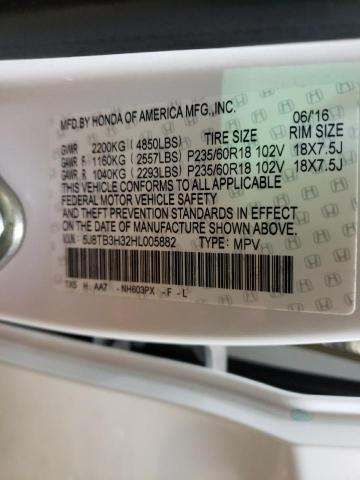 MFD.BY HONDA OF AMERICA MFG.,INC. 06/16
TIRE SIZE RIM SIZE
GVWR 2200KG(4850LBS)
GAWR F 1160KG(2557LBS) P235/60R18 102V 18X7.5J
GAWR R 1040KG(2293LBS) P235/60R18 102V 18X7.5J
THIS VEHICLE CONFORMS TO ALL APPLICABLE
FEDERAL MOTOR VEHICLE SAFETY AND
THEFT PREVENTION STANDARDS IN EFFECT
ON THE DATE OF MANUFACTURE SHOWN ABOVE.
V.I.N. 5J8TB3H32HL005882 TYPE: MPV
TX5 H AA7 -NH603PX -F -L